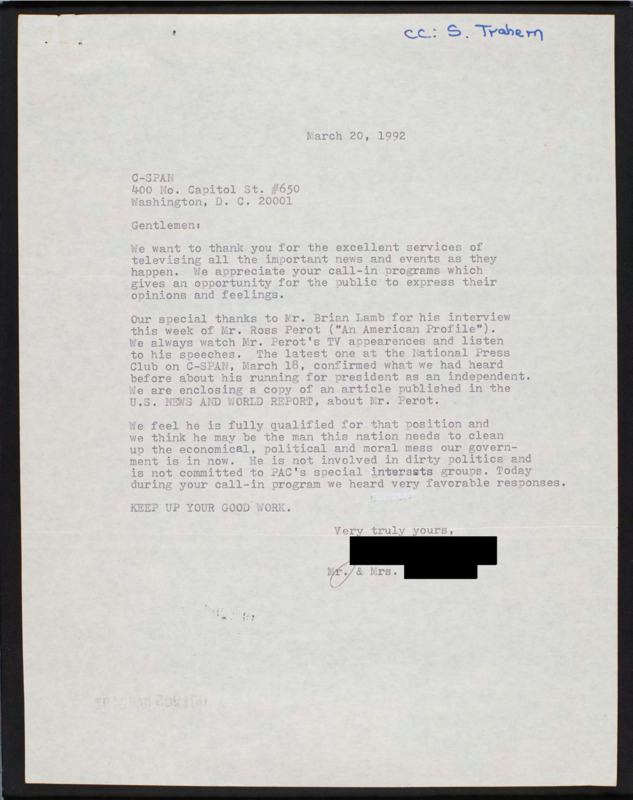 cc: S. Trahern
March 20, 1992
C-SPAN
400 No. Capitol St. #650
Washington, D. C. 20001
Gentlemen:
We want to thank you for the excellent services of
televising all the important news and events as they
happen. We appreciate your call-in programs which
gives an opportunity for the public to express their
opinions and feelings.
Our special thanks to Mr. Brian Lamb for his interview
this week of Mr. Ross Perot ("An American Profile").
We always watch Mr. Perot's TV appearences and listen
to his speeches. The latest one at the National Press
Club on C-SPAN, March 18, confirmed what we had heard
before about his running for president as an independent.
We are enclosing a copy of an article published in the
U.S. NEWS AND WORLD REPORT, about Mr. Perot.
We feel he is fully qualified for that position and
we think he may be the man this nation needs to clean
up the economical, political and moral mess our govern-
ment is in now. He is not involved in dirty politics and
is not committed to PAC's special interests groups. Today
during your call-in program we heard very favorable responses.
KEEP UP YOUR GOOD WORK.
Very truly yours,
Mr. & Mrs.